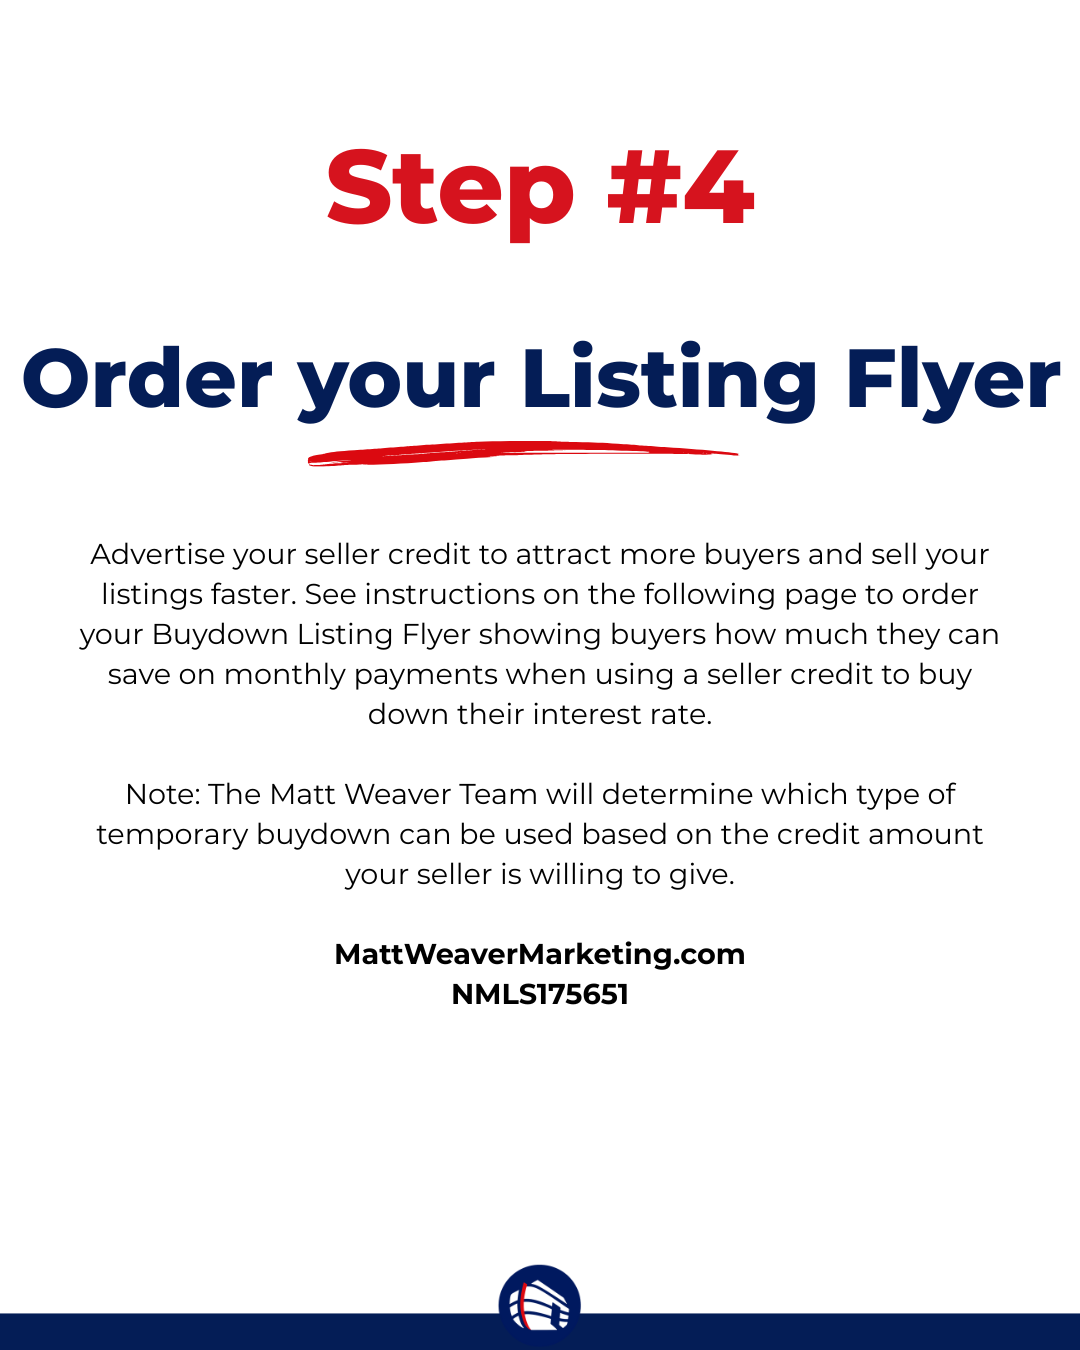 Step #4
Order your Listing Flyer
Advertise your seller credit to attract more buyers and sell your
listings faster. See instructions on the following page to order
your Buydown Listing Flyer showing buyers how much they can
save on monthly payments when using a seller credit to buy
down their interest rate.
Note: The Matt Weaver Team will determine which type of
temporary buydown can be used based on the credit amount
your seller is willing to give.
MattWeaverMarketing.com
NMLS175651